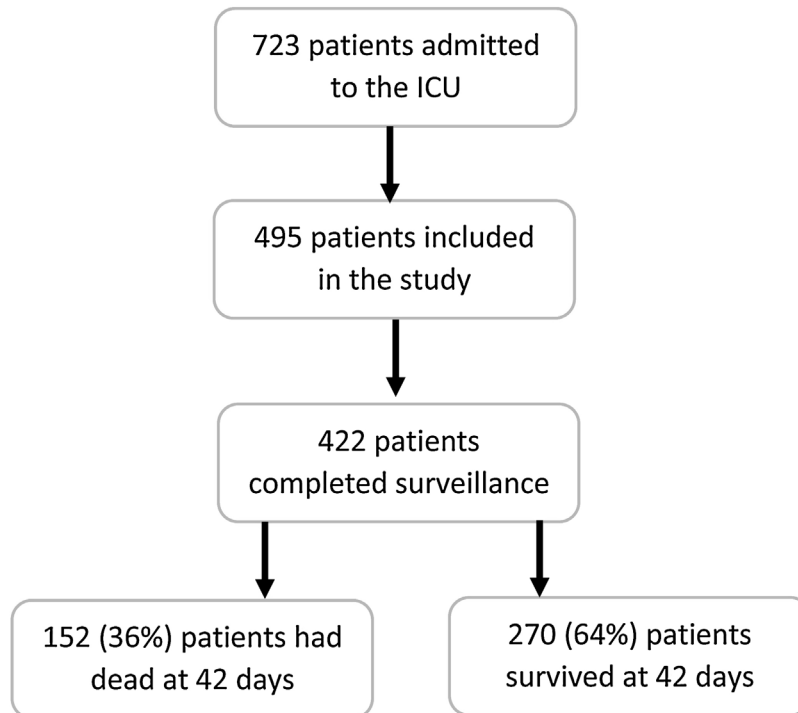 723 patients admitted
to the ICU
495 patients included
in the study
422 patients
completed surveillance
152 (36%) patients had
dead at 42 days
270 (64%) patients
survived at 42 days